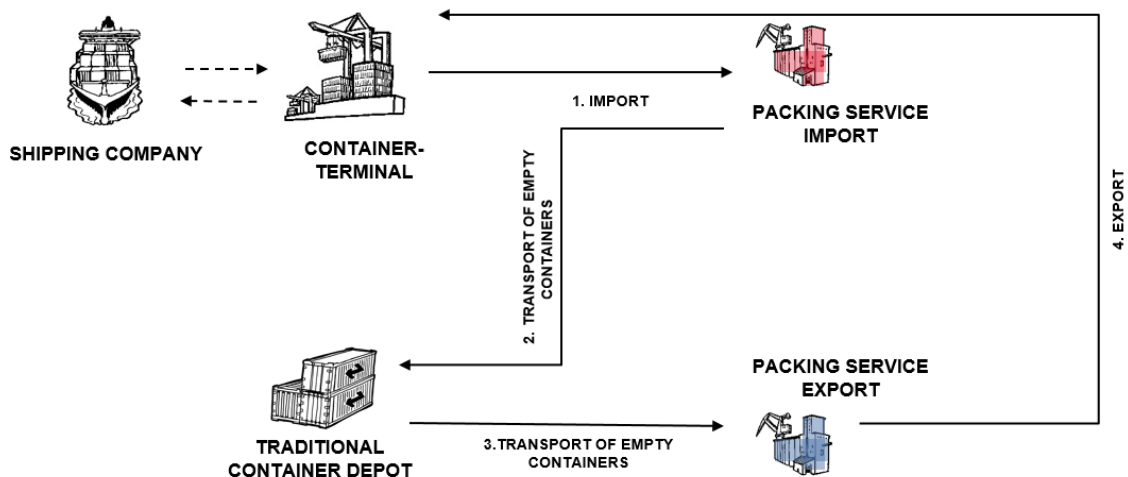 1. IMPORT
PACKING SERVICE
IMPORT
SHIPPING COMPANY
CONTAINER-
TERMINAL
2. TRANSPORT OF EMPTY
CONTAINERS
4. EXPORT
PACKING SERVICE
EXPORT
TRADITIONAL
CONTAINER DEPOT
3.TRANSPORT OF EMPTY
CONTAINERS